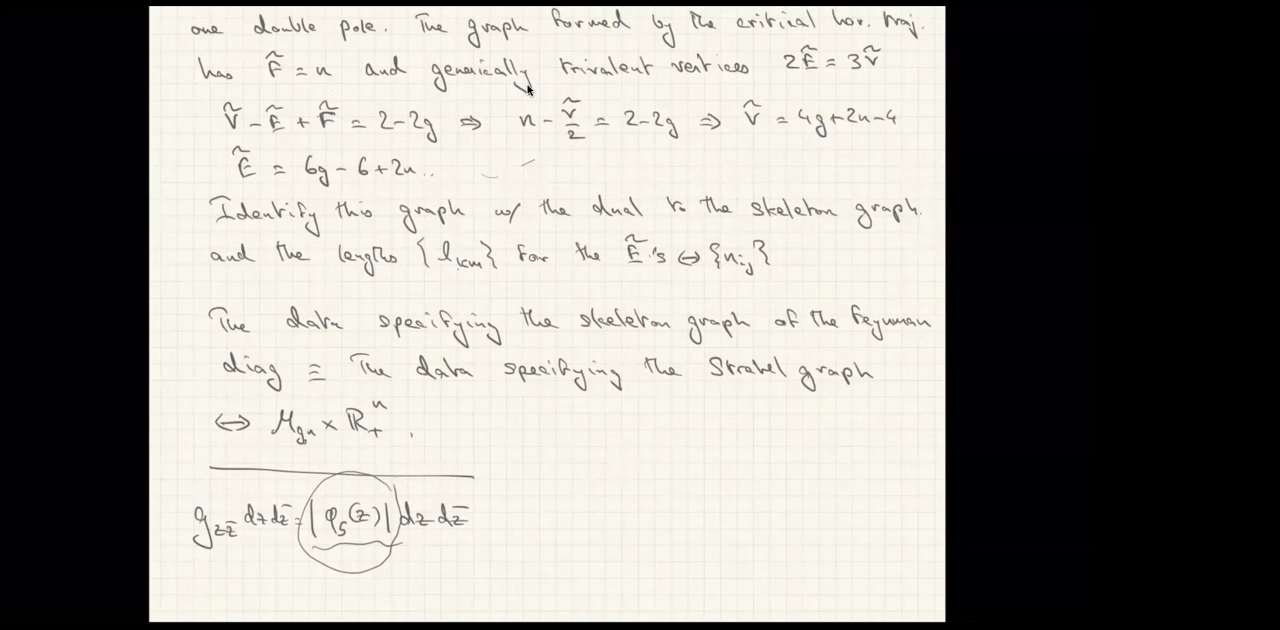 one double pole. The graph formed by the critical hor. traj.
has F̃ = n and generically trivalent vertices 2Ẽ = 3Ṽ
Ṽ - Ẽ + F̃ = 2-2g ⇒ n - Ṽ/2 = 2-2g ⇒ Ṽ = 4g+2n-4
Ẽ = 6g - 6 + 2n..
Identify this graph w/ the dual to the skeleton graph.
and the lengths {l_km} for the Ẽ's ⇔ {n_ij}
The data specifying the skeleton graph of the Feynman
diag ≡ The data specifying the Strebel graph
⇔ M_gn × R_+^n .
g_zz̄ dz dz̄ = |φ_s(z)| dz dz̄